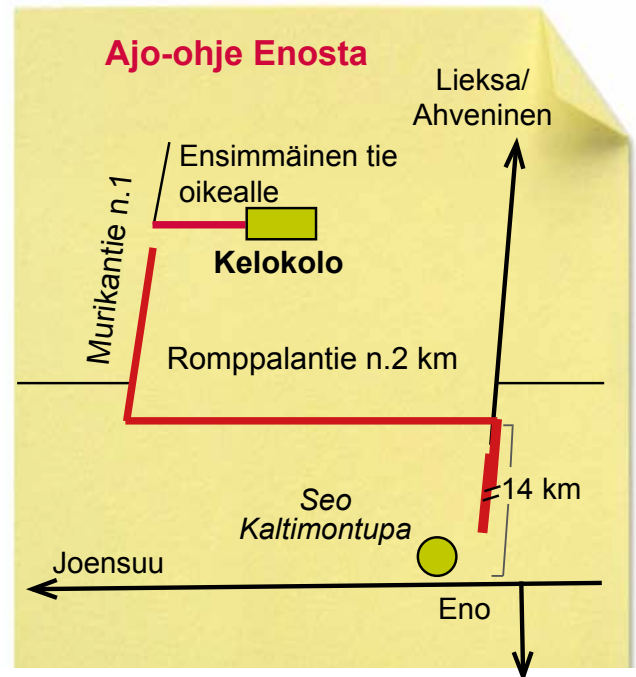 Ajo-ohje Enosta
Lieksa/
Ahveninen
Ensimmäinen tie
oikealle
Murikantie n.1
Kelokolo
Romppalantie n.2 km
14 km
Seo
Kaltimontupa
Joensuu
Eno